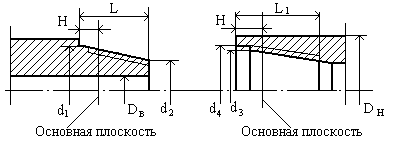 H
L
H
L1
d1
Dв
d2
d4
d3
Dн
Основная плоскость
Основная плоскость